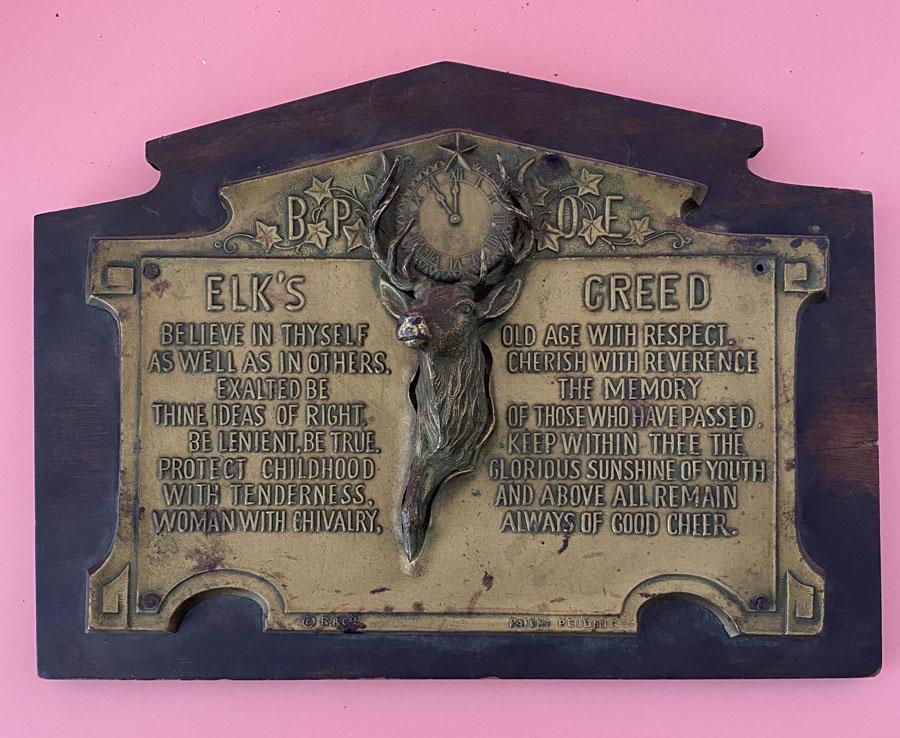 B P O E
ELK'S
BELIEVE IN THYSELF
AS WELL AS IN OTHERS.
EXALTED BE
THINE IDEAS OF RIGHT.
BE LENIENT, BE TRUE.
PROTECT CHILDHOOD
WITH TENDERNESS,
WOMAN WITH CHIVALRY,
CREED
OLD AGE WITH RESPECT.
CHERISH WITH REVERENCE
THE MEMORY
OF THOSE WHO HAVE PASSED.
KEEP WITHIN THEE THE
GLORIOUS SUNSHINE OF YOUTH
AND ABOVE ALL REMAIN
ALWAYS OF GOOD CHEER.
PATENT PENDING